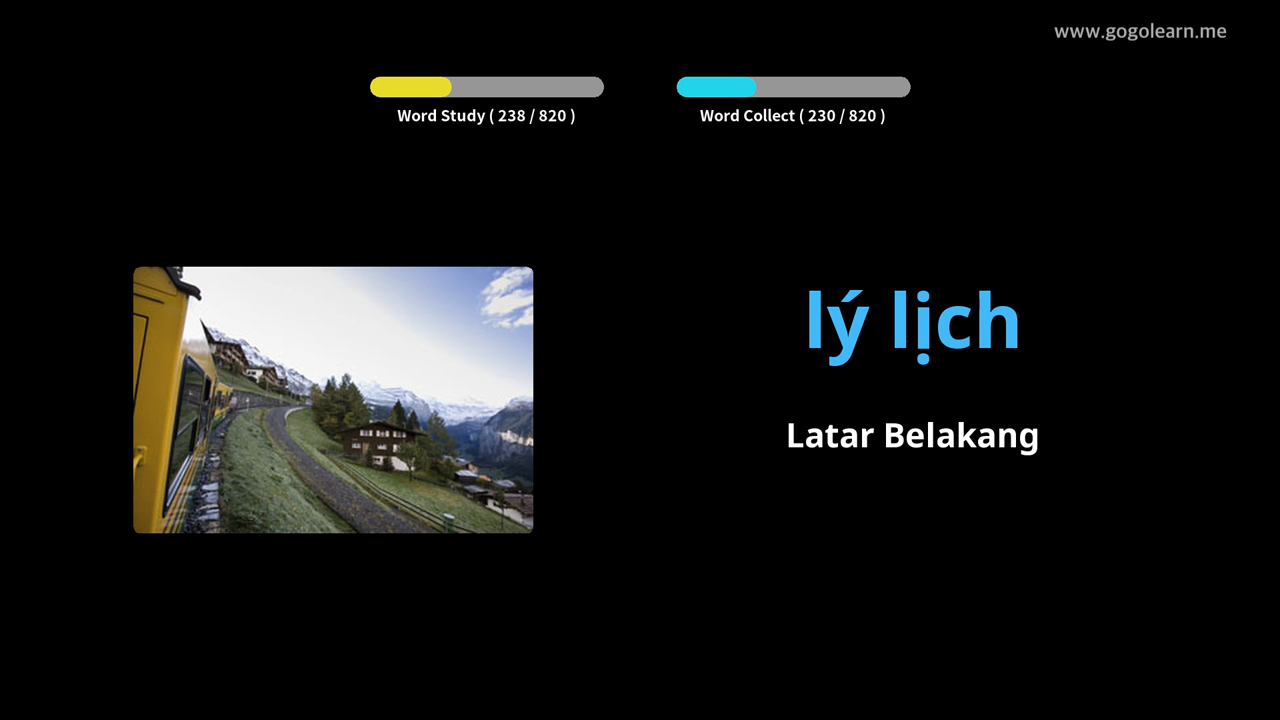 www.gogolearn.me
Word Study ( 238 / 820 )
Word Collect ( 230 / 820 )
lý lịch
Latar Belakang